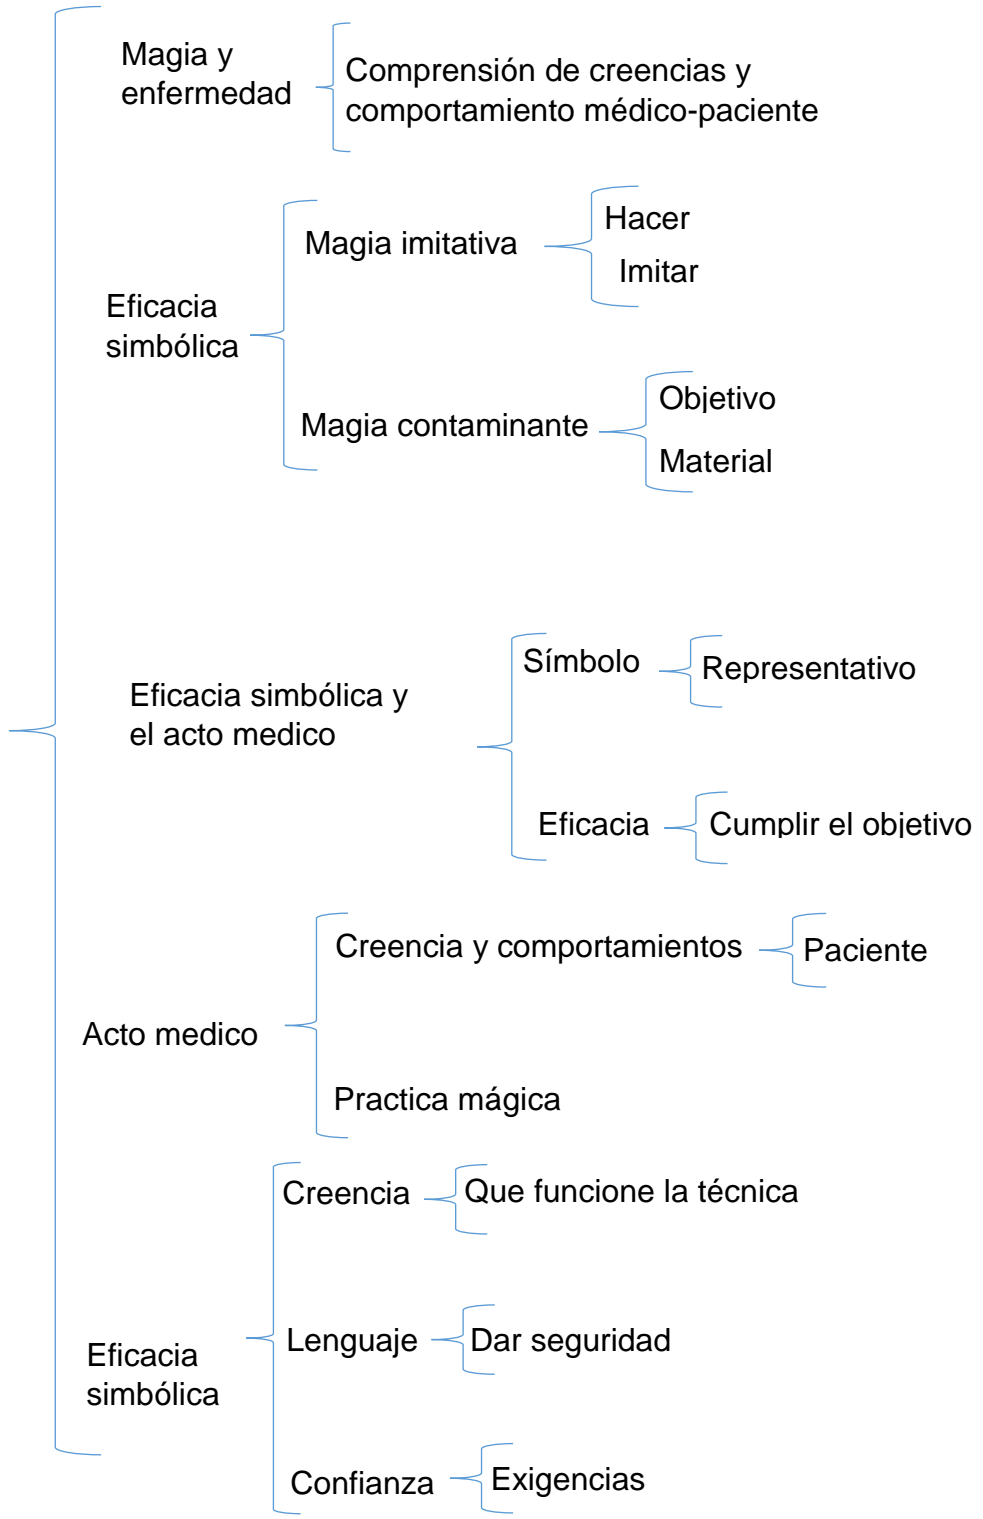 Magia y
enfermedad
Comprensión de creencias y
comportamiento médico-paciente
Eficacia
simbólica
Magia imitativa
Hacer
Imitar
Magia contaminante
Objetivo
Material
Eficacia simbólica y
el acto medico
Símbolo
Representativo
Eficacia
Cumplir el objetivo
Acto medico
Creencia y comportamientos
Paciente
Practica mágica
Eficacia
simbólica
Creencia
Que funcione la técnica
Lenguaje
Dar seguridad
Confianza
Exigencias